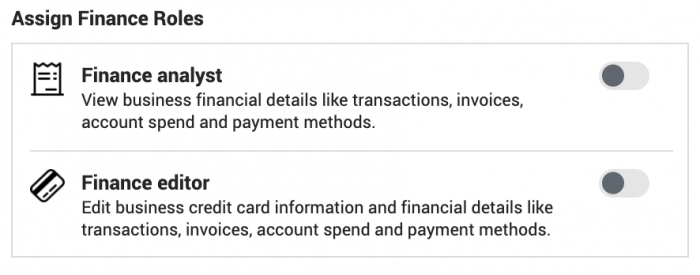 Assign Finance Roles
Finance analyst
View business financial details like transactions, invoices,
account spend and payment methods.
Finance editor
Edit business credit card information and financial details like
transactions, invoices, account spend and payment methods.